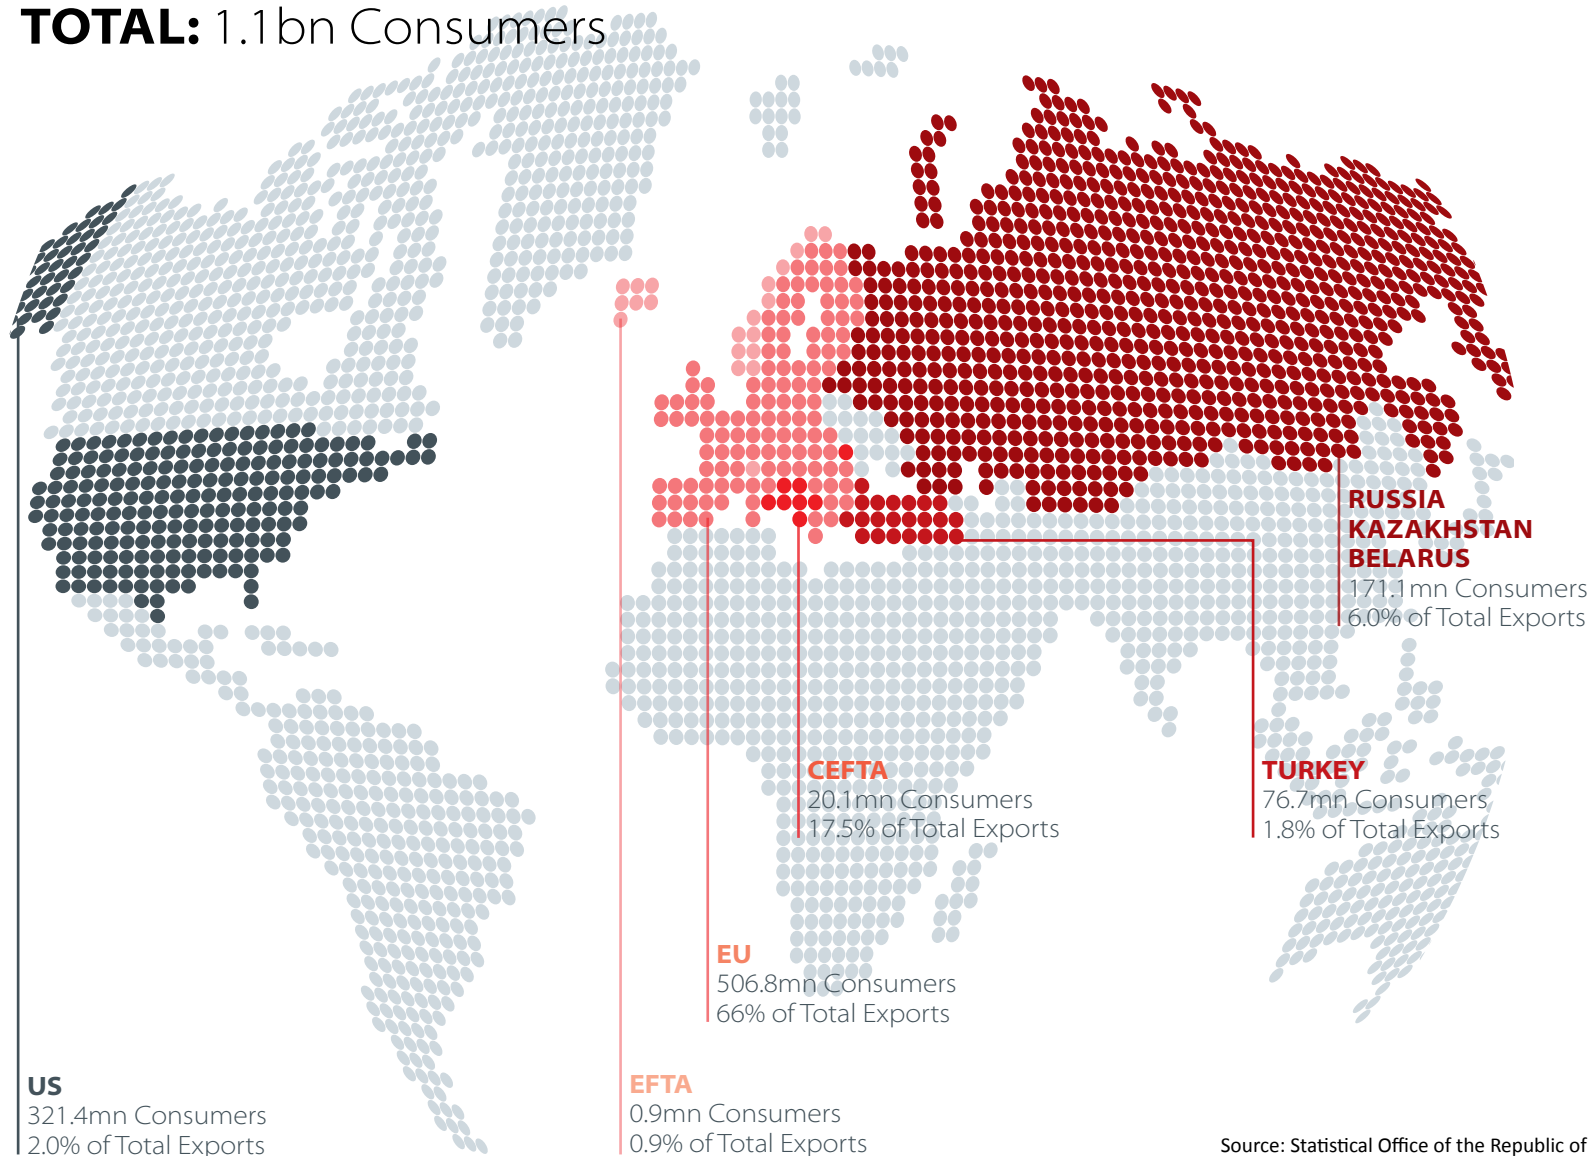 TOTAL: 1.1bn Consumers
RUSSIA
KAZAKHSTAN
BELARUS
171.1mn Consumers
6.0% of Total Exports
CEFTA
20.1mn Consumers
17.5% of Total Exports
TURKEY
76.7mn Consumers
1.8% of Total Exports
EU
506.8mn Consumers
66% of Total Exports
US
321.4mn Consumers
2.0% of Total Exports
EFTA
0.9mn Consumers
0.9% of Total Exports
Source: Statistical Office of the Republic of